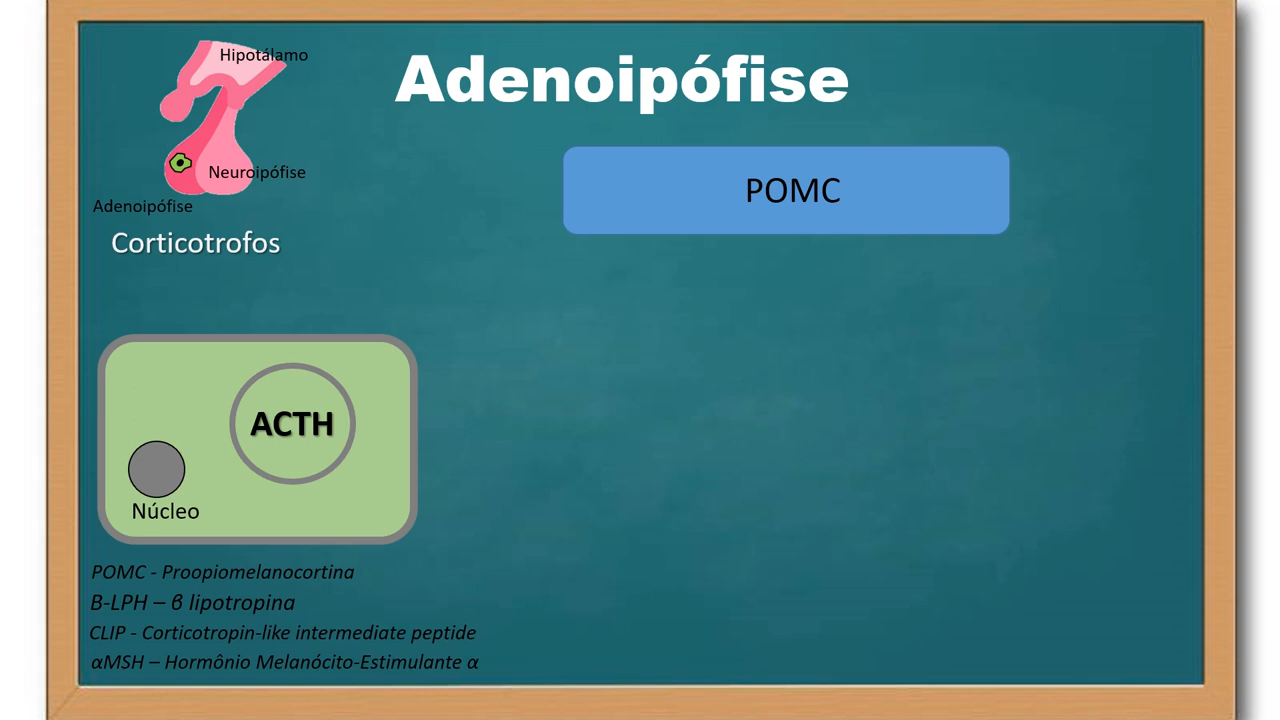 Hipotálamo
Adenoipófise
Neuroipófise
Adenoipófise
Corticotrofos
POMC
ACTH
Núcleo
POMC - Proopiomelanocortina
B-LPH – β lipotropina
CLIP - Corticotropin-like intermediate peptide
αMSH – Hormônio Melanócito-Estimulante α